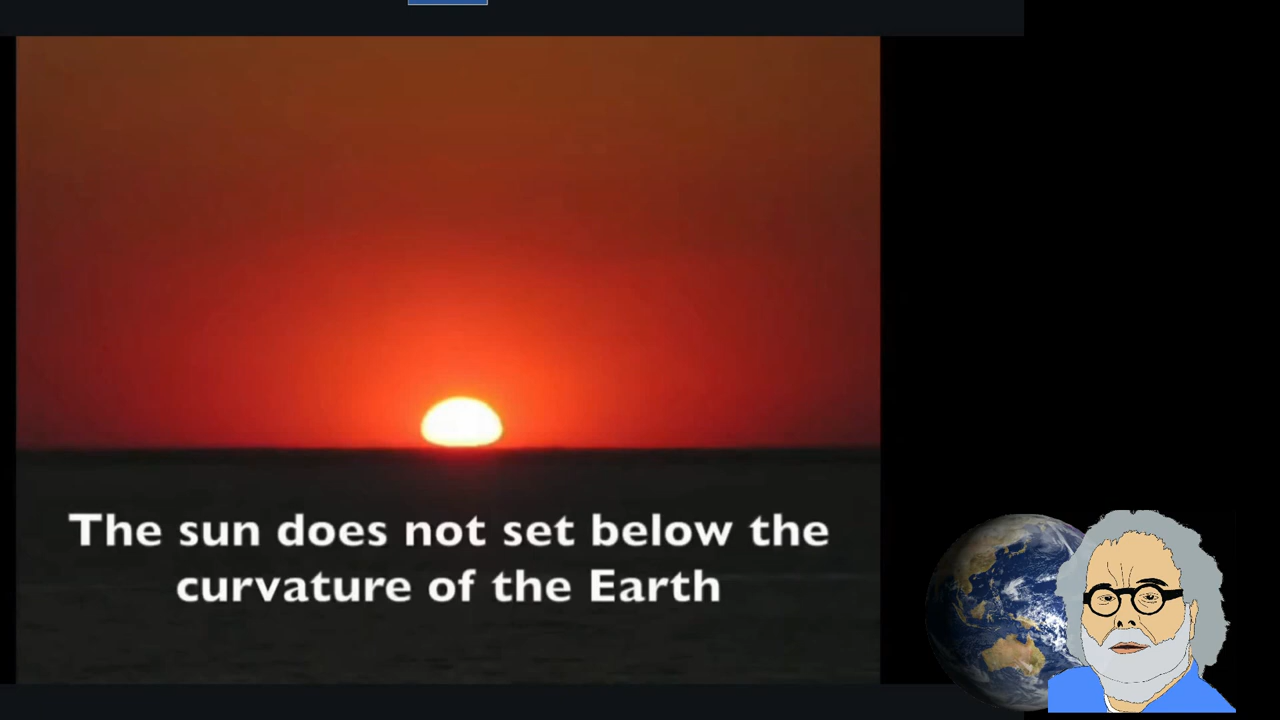 The sun does not set below the
curvature of the Earth